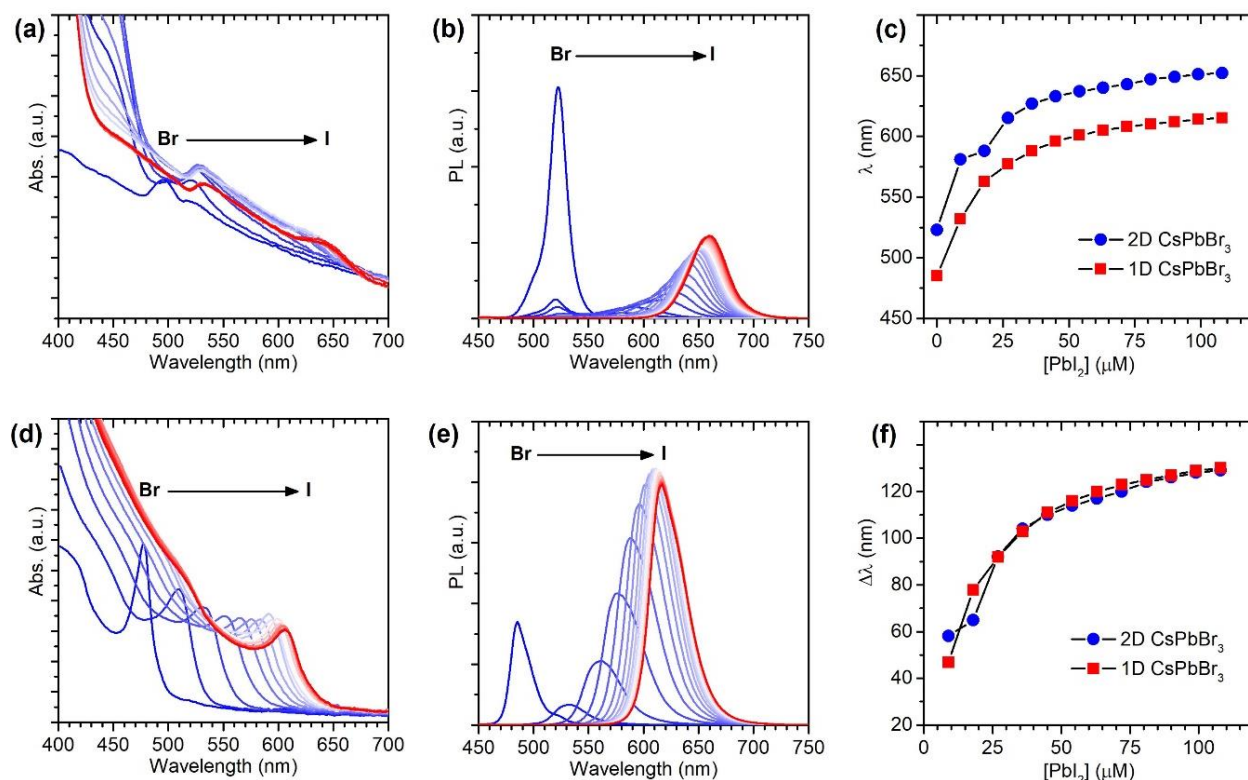 (a)
Br
I
Abs. (a.u.)
400 450 500 550 600 650 700
Wavelength (nm)
(b)
Br
I
PL (a.u.)
450 500 550 600 650 700 750
Wavelength (nm)
(c)
650
600
550
500
450
λ (nm)
2D CsPbBr₃
1D CsPbBr₃
0 25 50 75 100
[PbI₂] (μM)
(d)
Br
I
Abs. (a.u.)
400 450 500 550 600 650 700
Wavelength (nm)
(e)
Br
I
PL (a.u.)
450 500 550 600 650 700 750
Wavelength (nm)
(f)
120
100
80
60
40
20
Δλ (nm)
2D CsPbBr₃
1D CsPbBr₃
0 25 50 75 100
[PbI₂] (μM)